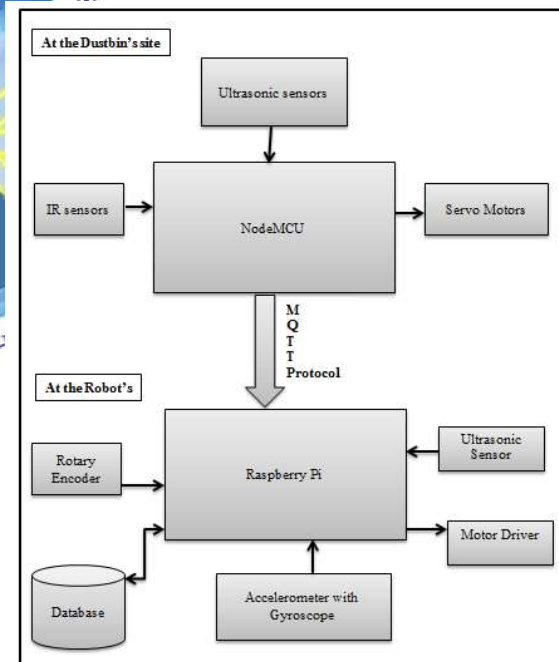 At the Dustbin's site
Ultrasonic sensors
IR sensors
NodeMCU
Servo Motors
M
Q
T
T
Protocol
At the Robot's
Rotary
Encoder
Raspberry Pi
Ultrasonic
Sensor
Motor Driver
Database
Accelerometer with
Gyroscope